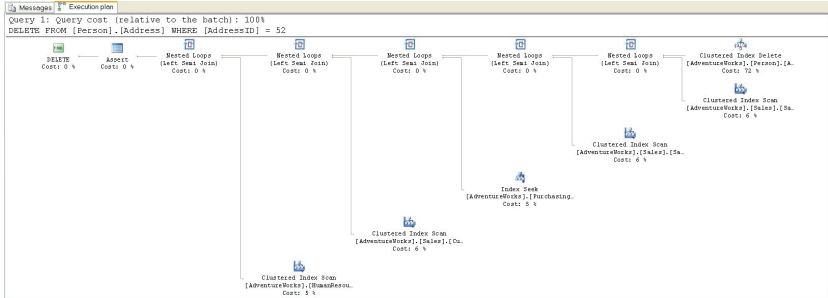 Messages Execution plan
Query 1: Query cost (relative to the batch): 100%
DELETE FROM [Person].[Address] WHERE [AddressID] = 52
DELETE
Cost: 0 %
Assert
Cost: 0 %
Nested Loops
(Left Semi Join)
Cost: 0 %
Nested Loops
(Left Semi Join)
Cost: 0 %
Nested Loops
(Left Semi Join)
Cost: 0 %
Nested Loops
(Left Semi Join)
Cost: 0 %
Nested Loops
(Left Semi Join)
Cost: 0 %
Clustered Index Delete
[AdventureWorks].[Person].[A…
Cost: 72 %
Clustered Index Scan
[AdventureWorks].[Sales].[Sa…
Cost: 6 %
Clustered Index Scan
[AdventureWorks].[Sales].[Sa…
Cost: 6 %
Index Seek
[AdventureWorks].[Purchasing…
Cost: 5 %
Clustered Index Scan
[AdventureWorks].[Sales].[Cu…
Cost: 6 %
Clustered Index Scan
[AdventureWorks].[HumanResou…
Cost: 5 %